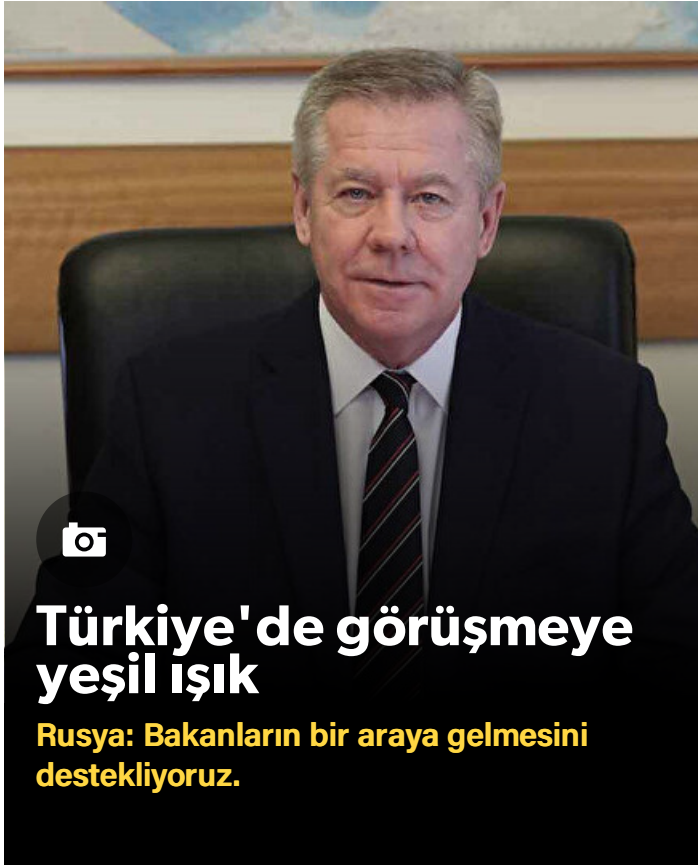 Türkiye'de görüşmeye
yeşil ışık
Rusya: Bakanların bir araya gelmesini
destekliyoruz.